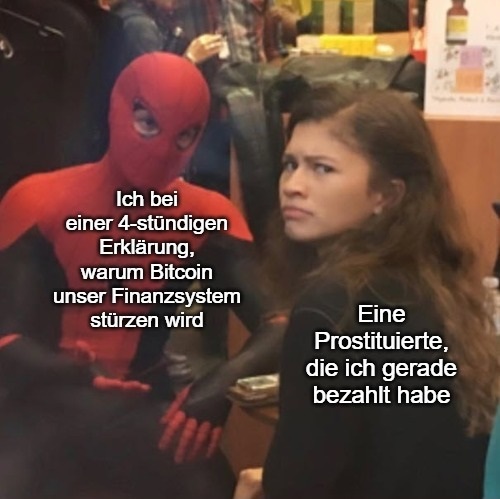 Ich bei
einer 4-stündigen
Erklärung,
warum Bitcoin
unser Finanzsystem
stürzen wird
Eine
Prostituierte,
die ich gerade
bezahlt habe